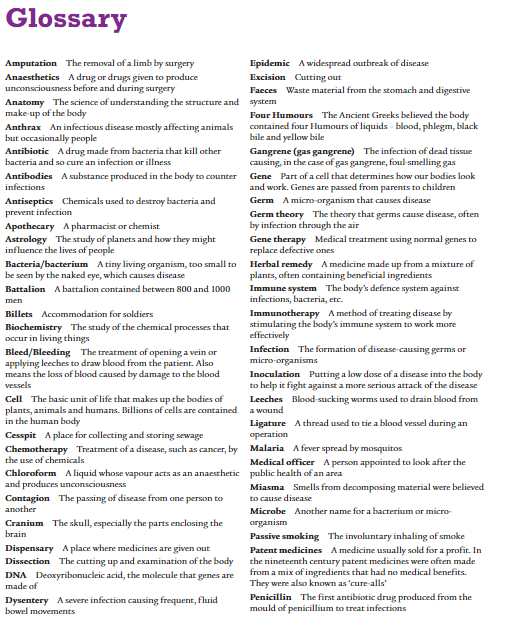 Glossary
Amputation The removal of a limb by surgery
Anaesthetics A drug or drugs given to produce
unconsciousness before and during surgery
Anatomy The science of understanding the structure and
make-up of the body
Anthrax An infectious disease mostly affecting animals
but occasionally people
Antibiotic A drug made from bacteria that kill other
bacteria and so cure an infection or illness
Antibodies A substance produced in the body to counter
infections
Antiseptics Chemicals used to destroy bacteria and
prevent infection
Apothecary A pharmacist or chemist
Astrology The study of planets and how they might
influence the lives of people
Bacteria/bacterium A tiny living organism, too small to
be seen by the naked eye, which causes disease
Battalion A battalion contained between 800 and 1000
men
Billets Accommodation for soldiers
Biochemistry The study of the chemical processes that
occur in living things
Bleed/Bleeding The treatment of opening a vein or
applying leeches to draw blood from the patient. Also
means the loss of blood caused by damage to the blood
vessels
Cell The basic unit of life that makes up the bodies of
plants, animals and humans. Billions of cells are contained
in the human body
Cesspit A place for collecting and storing sewage
Chemotherapy Treatment of a disease, such as cancer, by
the use of chemicals
Chloroform A liquid whose vapour acts as an anaesthetic
and produces unconsciousness
Contagion The passing of disease from one person to
another
Cranium The skull, especially the parts enclosing the
brain
Dispensary A place where medicines are given out
Dissection The cutting up and examination of the body
DNA Deoxyribonucleic acid, the molecule that genes are
made of
Dysentery A severe infection causing frequent, fluid
bowel movements
Epidemic A widespread outbreak of disease
Excision Cutting out
Faeces Waste material from the stomach and digestive
system
Four Humours The Ancient Greeks believed the body
contained four Humours of liquids – blood, phlegm, black
bile and yellow bile
Gangrene (gas gangrene) The infection of dead tissue
causing, in the case of gas gangrene, foul-smelling gas
Gene Part of a cell that determines how our bodies look
and work. Genes are passed from parents to children
Germ A micro-organism that causes disease
Germ theory The theory that germs cause disease, often
by infection through the air
Gene therapy Medical treatment using normal genes to
replace defective ones
Herbal remedy A medicine made up from a mixture of
plants, often containing beneficial ingredients
Immune system The body's defence system against
infections, bacteria, etc.
Immunotherapy A method of treating disease by
stimulating the body's immune system to work more
effectively
Infection The formation of disease-causing germs or
micro-organisms
Inoculation Putting a low dose of a disease into the body
to help it fight against a more serious attack of the disease
Leeches Blood-sucking worms used to drain blood from
a wound
Ligature A thread used to tie a blood vessel during an
operation
Malaria A fever spread by mosquitos
Medical officer A person appointed to look after the
public health of an area
Miasma Smells from decomposing material were believed
to cause disease
Microbe Another name for a bacterium or micro-
organism
Passive smoking The involuntary inhaling of smoke
Patent medicines A medicine usually sold for a profit. In
the nineteenth century patent medicines were often made
from a mix of ingredients that had no medical benefits.
They were also known as 'cure-alls'
Penicillin The first antibiotic drug produced from the
mould of penicillium to treat infections